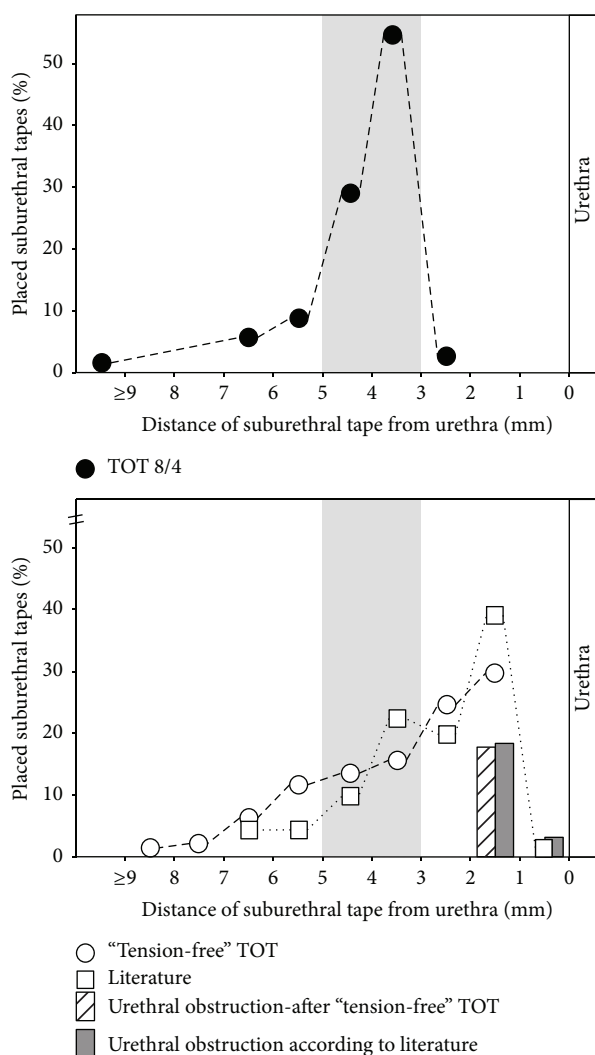 50
40
30
20
10
0
Placed suburethral tapes (%)
Urethra
≥9 8 7 6 5 4 3 2 1 0
Distance of suburethral tape from urethra (mm)
TOT 8/4
50
40
30
20
10
0
Placed suburethral tapes (%)
Urethra
≥9 8 7 6 5 4 3 2 1 0
Distance of suburethral tape from urethra (mm)
“Tension-free” TOT
Literature
Urethral obstruction-after “tension-free” TOT
Urethral obstruction according to literature